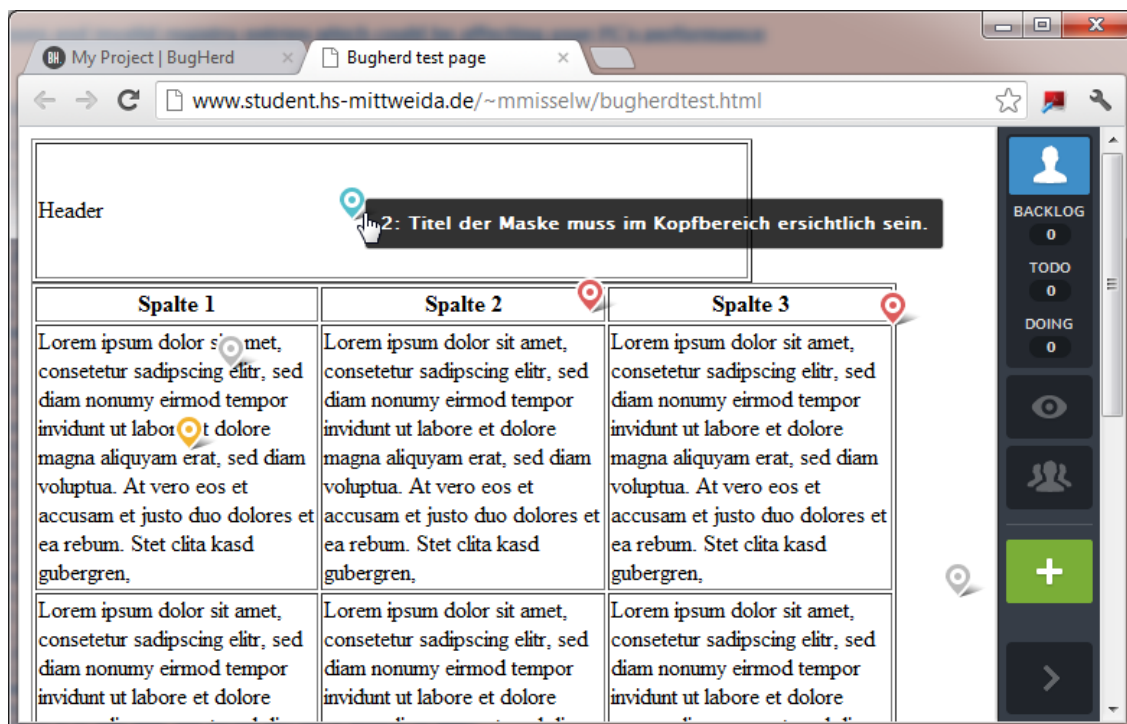 My Project | BugHerd
Bugherd test page
www.student.hs-mittweida.de/~mmisselw/bugherdtest.html
Header
2: Titel der Maske muss im Kopfbereich ersichtlich sein.
Spalte 1
Spalte 2
Spalte 3
Lorem ipsum dolor met,
consetetur sadipscing elitr, sed
diam nonumy eirmod tempor
invidunt ut dolore
magna aliquyam erat, sed diam
voluptua. At vero eos et
accusam et justo duo dolores et
ea rebum. Stet clita kasd
gubergren,
Lorem ipsum dolor sit amet,
consetetur sadipscing elitr, sed
diam nonumy eirmod tempor
invidunt ut labore et dolore
magna aliquyam erat, sed diam
voluptua. At vero eos et
accusam et justo duo dolores et
ea rebum. Stet clita kasd
gubergren,
Lorem ipsum dolor sit amet,
consetetur sadipscing elitr, sed
diam nonumy eirmod tempor
invidunt ut labore et dolore
magna aliquyam erat, sed diam
voluptua. At vero eos et
accusam et justo duo dolores et
ea rebum. Stet clita kasd
gubergren,
Lorem ipsum dolor sit amet,
consetetur sadipscing elitr, sed
diam nonumy eirmod tempor
invidunt ut labore et dolore
Lorem ipsum dolor sit amet,
consetetur sadipscing elitr, sed
diam nonumy eirmod tempor
invidunt ut labore et dolore
Lorem ipsum dolor sit amet,
consetetur sadipscing elitr, sed
diam nonumy eirmod tempor
invidunt ut labore et dolore
BACKLOG
0
TODO
0
DOING
0